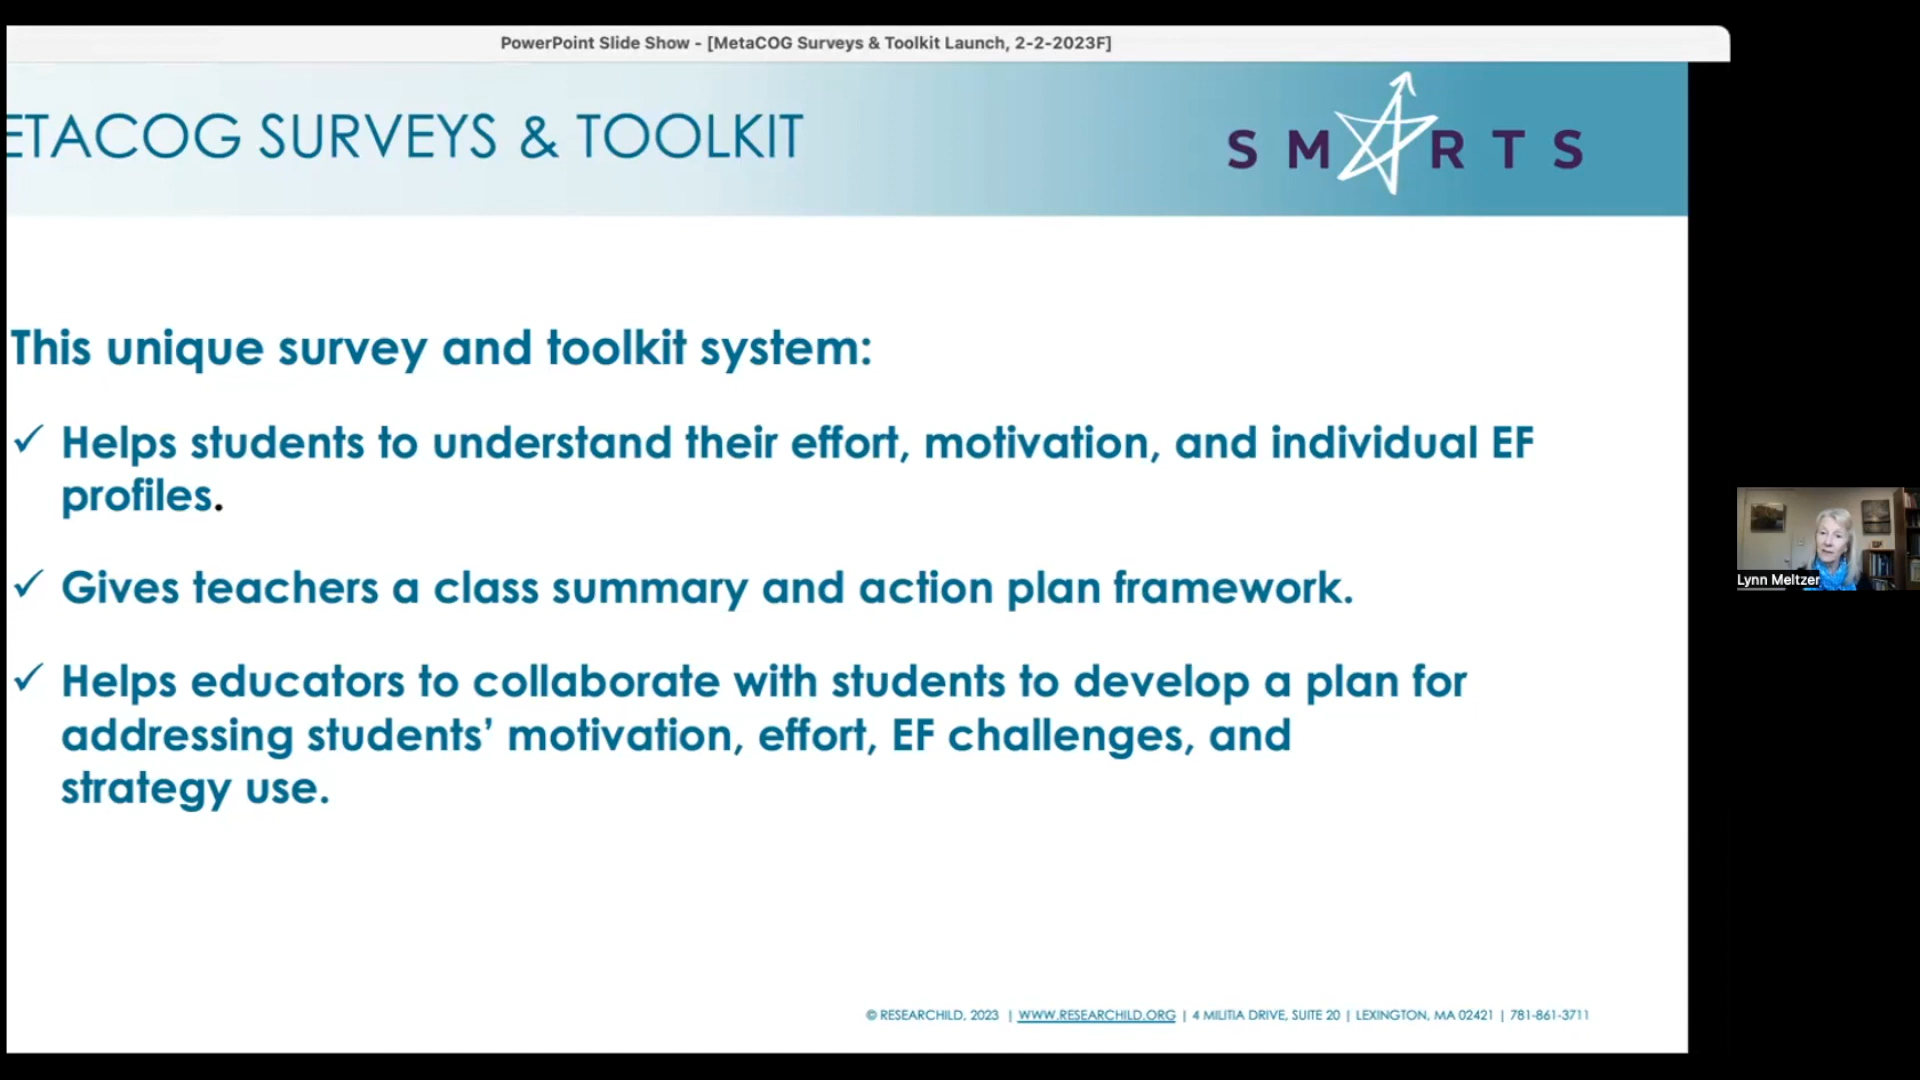 PowerPoint Slide Show - [MetaCOG Surveys & Toolkit Launch, 2-2-2023F]
ETACOG SURVEYS & TOOLKIT
SMARTS
This unique survey and toolkit system:
✓ Helps students to understand their effort, motivation, and individual EF
profiles.
✓ Gives teachers a class summary and action plan framework.
✓ Helps educators to collaborate with students to develop a plan for
addressing students’ motivation, effort, EF challenges, and
strategy use.
Lynn Meltzer
© RESEARCHILD, 2023 | WWW.RESEARCHILD.ORG | 4 MILITIA DRIVE, SUITE 20 | LEXINGTON, MA 02421 | 781-861-3711